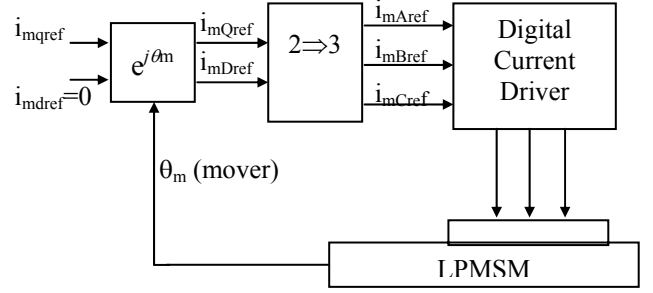 i_mqref
i_mdref=0
e^jθm
i_mQref
i_mDref
2⇒3
i_mAref
i_mBref
i_mCref
Digital
Current
Driver
θ_m (mover)
LPMSM